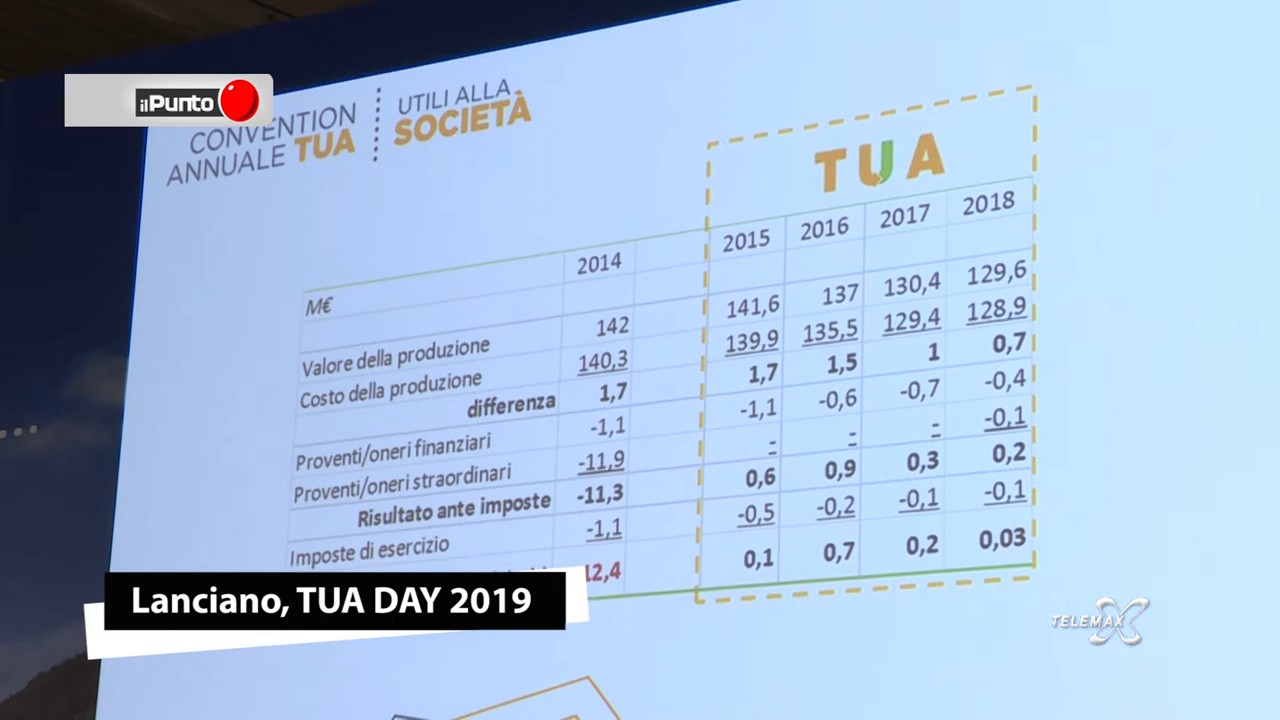 ilPunto
CONVENTION
ANNUALE TUA
UTILI ALLA
SOCIETÀ
TUA
M€ 2014 2015 2016 2017 2018
Valore della produzione 142 141,6 137 130,4 129,6
Costo della produzione 140,3 139,9 135,5 129,4 128,9
differenza 1,7 1,7 1,5 1 0,7
Proventi/oneri finanziari -1,1 -1,1 -0,6 -0,7 -0,4
Proventi/oneri straordinari -11,9 - - - -0,1
Risultato ante imposte -11,3 0,6 0,9 0,3 0,2
Imposte di esercizio -1,1 -0,5 -0,2 -0,1 -0,1
12,4 0,1 0,7 0,2 0,03
Lanciano, TUA DAY 2019
TELEMAX